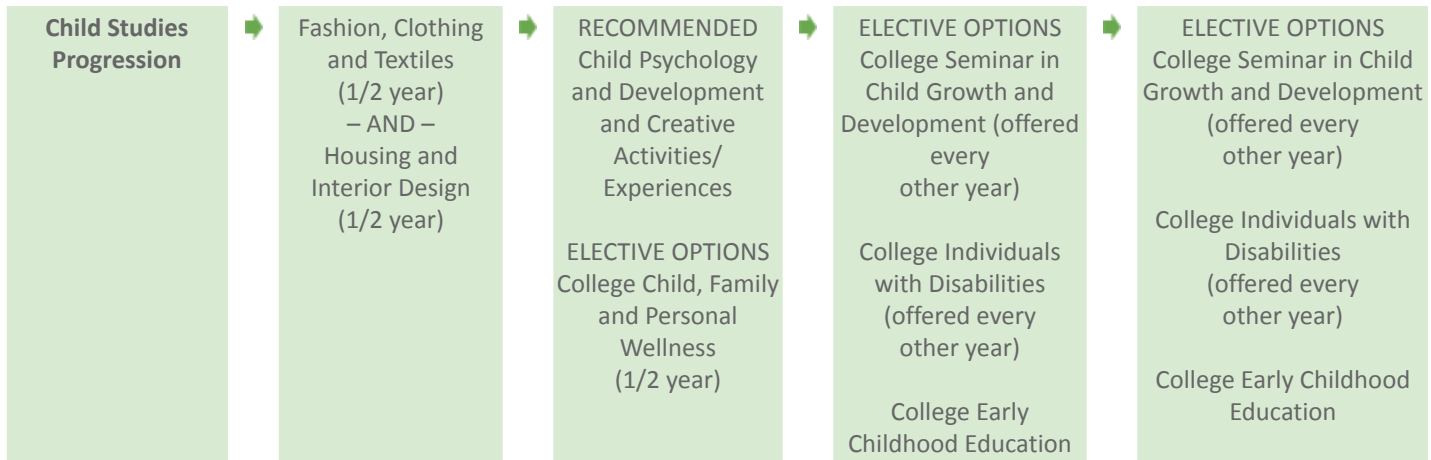 Child Studies
Progression
Fashion, Clothing
and Textiles
(1/2 year)
– AND –
Housing and
Interior Design
(1/2 year)
RECOMMENDED
Child Psychology
and Development
and Creative
Activities/
Experiences
ELECTIVE OPTIONS
College Child, Family
and Personal
Wellness
(1/2 year)
ELECTIVE OPTIONS
College Seminar in
Child Growth and
Development (offered
every
other year)
College Individuals
with Disabilities
(offered every
other year)
College Early
Childhood Education
ELECTIVE OPTIONS
College Seminar in Child
Growth and Development
(offered every
other year)
College Individuals with
Disabilities
(offered every
other year)
College Early Childhood
Education